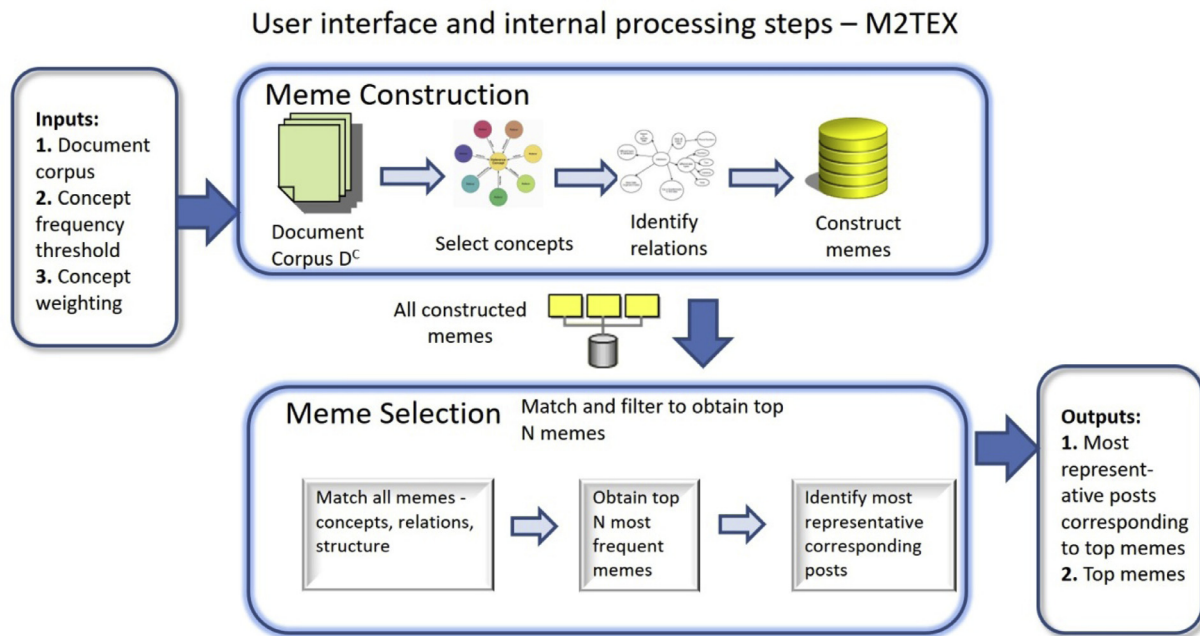 User interface and internal processing steps – M2TEX
Inputs:
1. Document
corpus
2. Concept
frequency
threshold
3. Concept
weighting
Meme Construction
Document
Corpus Dᶜ
Select concepts
Identify
relations
Construct
memes
All constructed
memes
Meme Selection
Match and filter to obtain top
N memes
Match all memes -
concepts, relations,
structure
Obtain top
N most
frequent
memes
Identify most
representative
corresponding
posts
Outputs:
1. Most
represent-
ative posts
corresponding
to top memes
2. Top memes